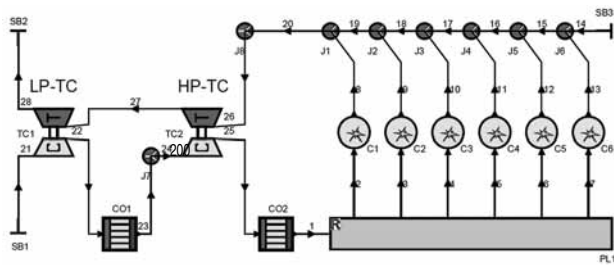 SB2
SB3
20 19 18 17 16 15 14
J8 J1 J2 J3 J4 J5 J6
LP-TC HP-TC
28 27 26
T T
TC1 22 TC2 25
21 C C
24 200
J7
8 9 10 11 12 13
C1 C2 C3 C4 C5 C6
2 3 4 5 6 7
CO1 CO2
23 1
R
SB1
PL1